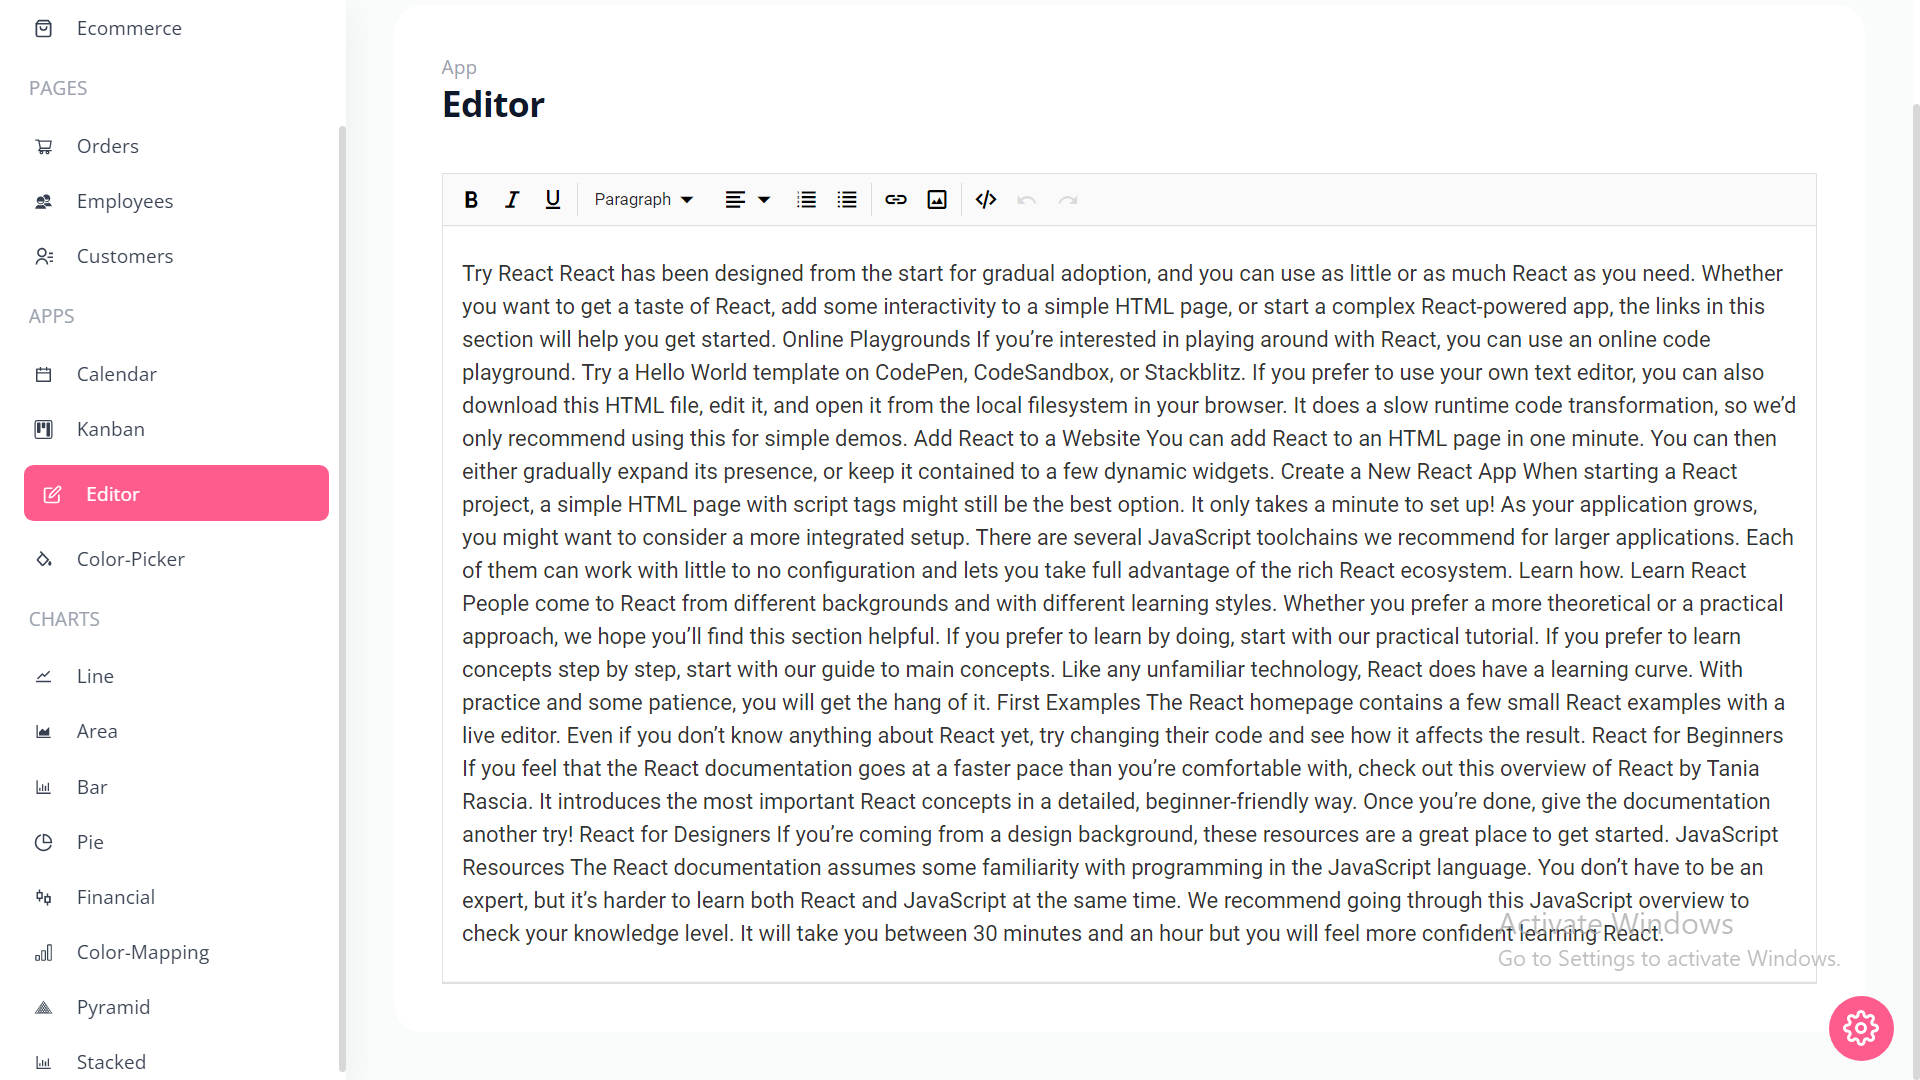 Ecommerce
PAGES
Orders
Employees
Customers
APPS
Calendar
Kanban
Editor
Color-Picker
CHARTS
Line
Area
Bar
Pie
Financial
Color-Mapping
Pyramid
Stacked
App
Editor
B I U Paragraph
Try React React has been designed from the start for gradual adoption, and you can use as little or as much React as you need. Whether
you want to get a taste of React, add some interactivity to a simple HTML page, or start a complex React-powered app, the links in this
section will help you get started. Online Playgrounds If you’re interested in playing around with React, you can use an online code
playground. Try a Hello World template on CodePen, CodeSandbox, or Stackblitz. If you prefer to use your own text editor, you can also
download this HTML file, edit it, and open it from the local filesystem in your browser. It does a slow runtime code transformation, so we’d
only recommend using this for simple demos. Add React to a Website You can add React to an HTML page in one minute. You can then
either gradually expand its presence, or keep it contained to a few dynamic widgets. Create a New React App When starting a React
project, a simple HTML page with script tags might still be the best option. It only takes a minute to set up! As your application grows,
you might want to consider a more integrated setup. There are several JavaScript toolchains we recommend for larger applications. Each
of them can work with little to no configuration and lets you take full advantage of the rich React ecosystem. Learn how. Learn React
People come to React from different backgrounds and with different learning styles. Whether you prefer a more theoretical or a practical
approach, we hope you’ll find this section helpful. If you prefer to learn by doing, start with our practical tutorial. If you prefer to learn
concepts step by step, start with our guide to main concepts. Like any unfamiliar technology, React does have a learning curve. With
practice and some patience, you will get the hang of it. First Examples The React homepage contains a few small React examples with a
live editor. Even if you don’t know anything about React yet, try changing their code and see how it affects the result. React for Beginners
If you feel that the React documentation goes at a faster pace than you’re comfortable with, check out this overview of React by Tania
Rascia. It introduces the most important React concepts in a detailed, beginner-friendly way. Once you’re done, give the documentation
another try! React for Designers If you’re coming from a design background, these resources are a great place to get started. JavaScript
Resources The React documentation assumes some familiarity with programming in the JavaScript language. You don’t have to be an
expert, but it’s harder to learn both React and JavaScript at the same time. We recommend going through this JavaScript overview to
check your knowledge level. It will take you between 30 minutes and an hour but you will feel more confident learning React.
Activate Windows
Go to Settings to activate Windows.